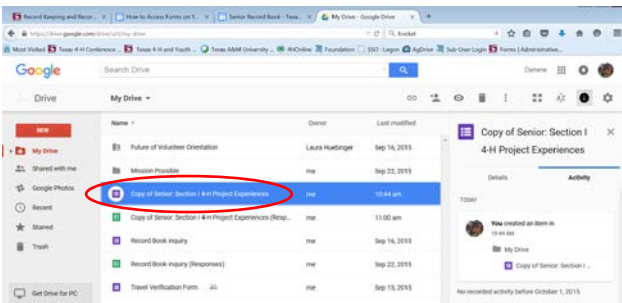 Record Keeping and Recor... × How to Access Forms on t... × Senior Record Book - Texa... × My Drive - Google Drive × +
https://drive.google.com/drive/u/0/my-drive
Most Visited Texas 4-H Conference ... Texas 4-H and Youth ... Texas A&M University ... 4HOnline Foundation SSO - Logon AgDrive Sub-User Login Forms | Administrative...
Google Search Drive Darlene
Drive My Drive
NEW
My Drive
Shared with me
Google Photos
Recent
Starred
Trash
Get Drive for PC
Name ↑ Owner Last modified
Future of Volunteer Orientation Laura Huebinger Sep 16, 2015
Mission Possible me Sep 22, 2015
Copy of Senior: Section I 4-H Project Experiences me 10:44 am
Copy of Senior: Section I 4-H Project Experiences (Resp... me 11:00 am
Record Book inquiry me Sep 16, 2015
Record Book inquiry (Responses) me Sep 22, 2015
Travel Verification Form me Sep 15, 2015
Copy of Senior: Section I ×
4-H Project Experiences
Details Activity
TODAY
You created an item in
10:44 AM
My Drive
Copy of Senior: Section I ...
No recorded activity before October 1, 2015